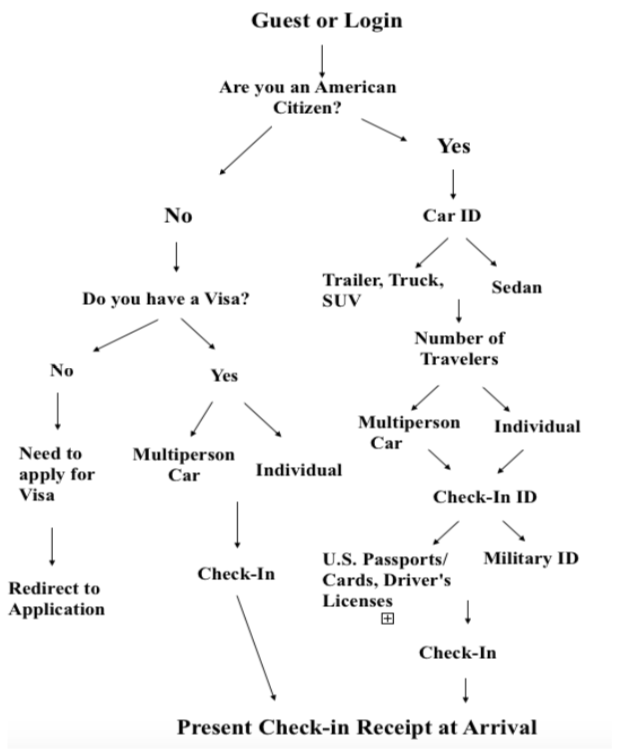 Guest or Login
Are you an American
Citizen?
Yes
No
Car ID
Trailer, Truck,
SUV
Sedan
Do you have a Visa?
Number of
Travelers
No
Yes
Multiperson
Car
Individual
Need to
apply for
Visa
Multiperson
Car
Individual
Check-In ID
U.S. Passports/
Cards, Driver's
Licenses
Military ID
Check-In
Redirect to
Application
Check-In
Present Check-in Receipt at Arrival